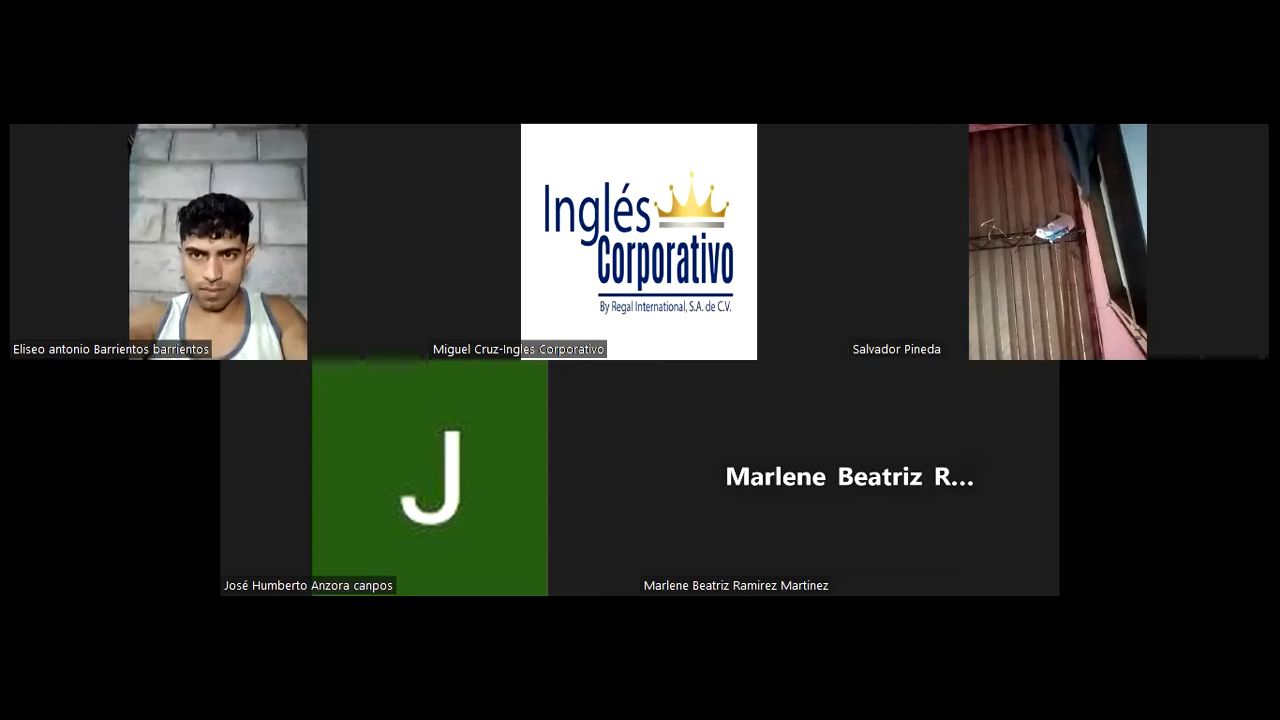 Inglés
Corporativo
By Regal International, S.A. de C.V.
Eliseo antonio Barrientos barrientos
Miguel Cruz-Ingles Corporativo
Salvador Pineda
J
Marlene Beatriz R...
José Humberto Anzora canpos
Marlene Beatriz Ramirez Martinez